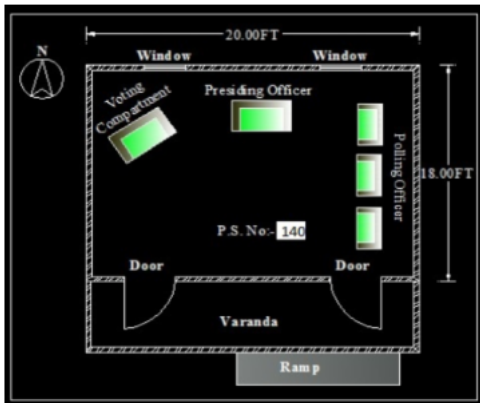 20.00FT
N
Window
Window
Voting
Compartment
Presiding Officer
Polling Officer
18.00FT
P.S. No:- 140
Door
Door
Varanda
Ramp